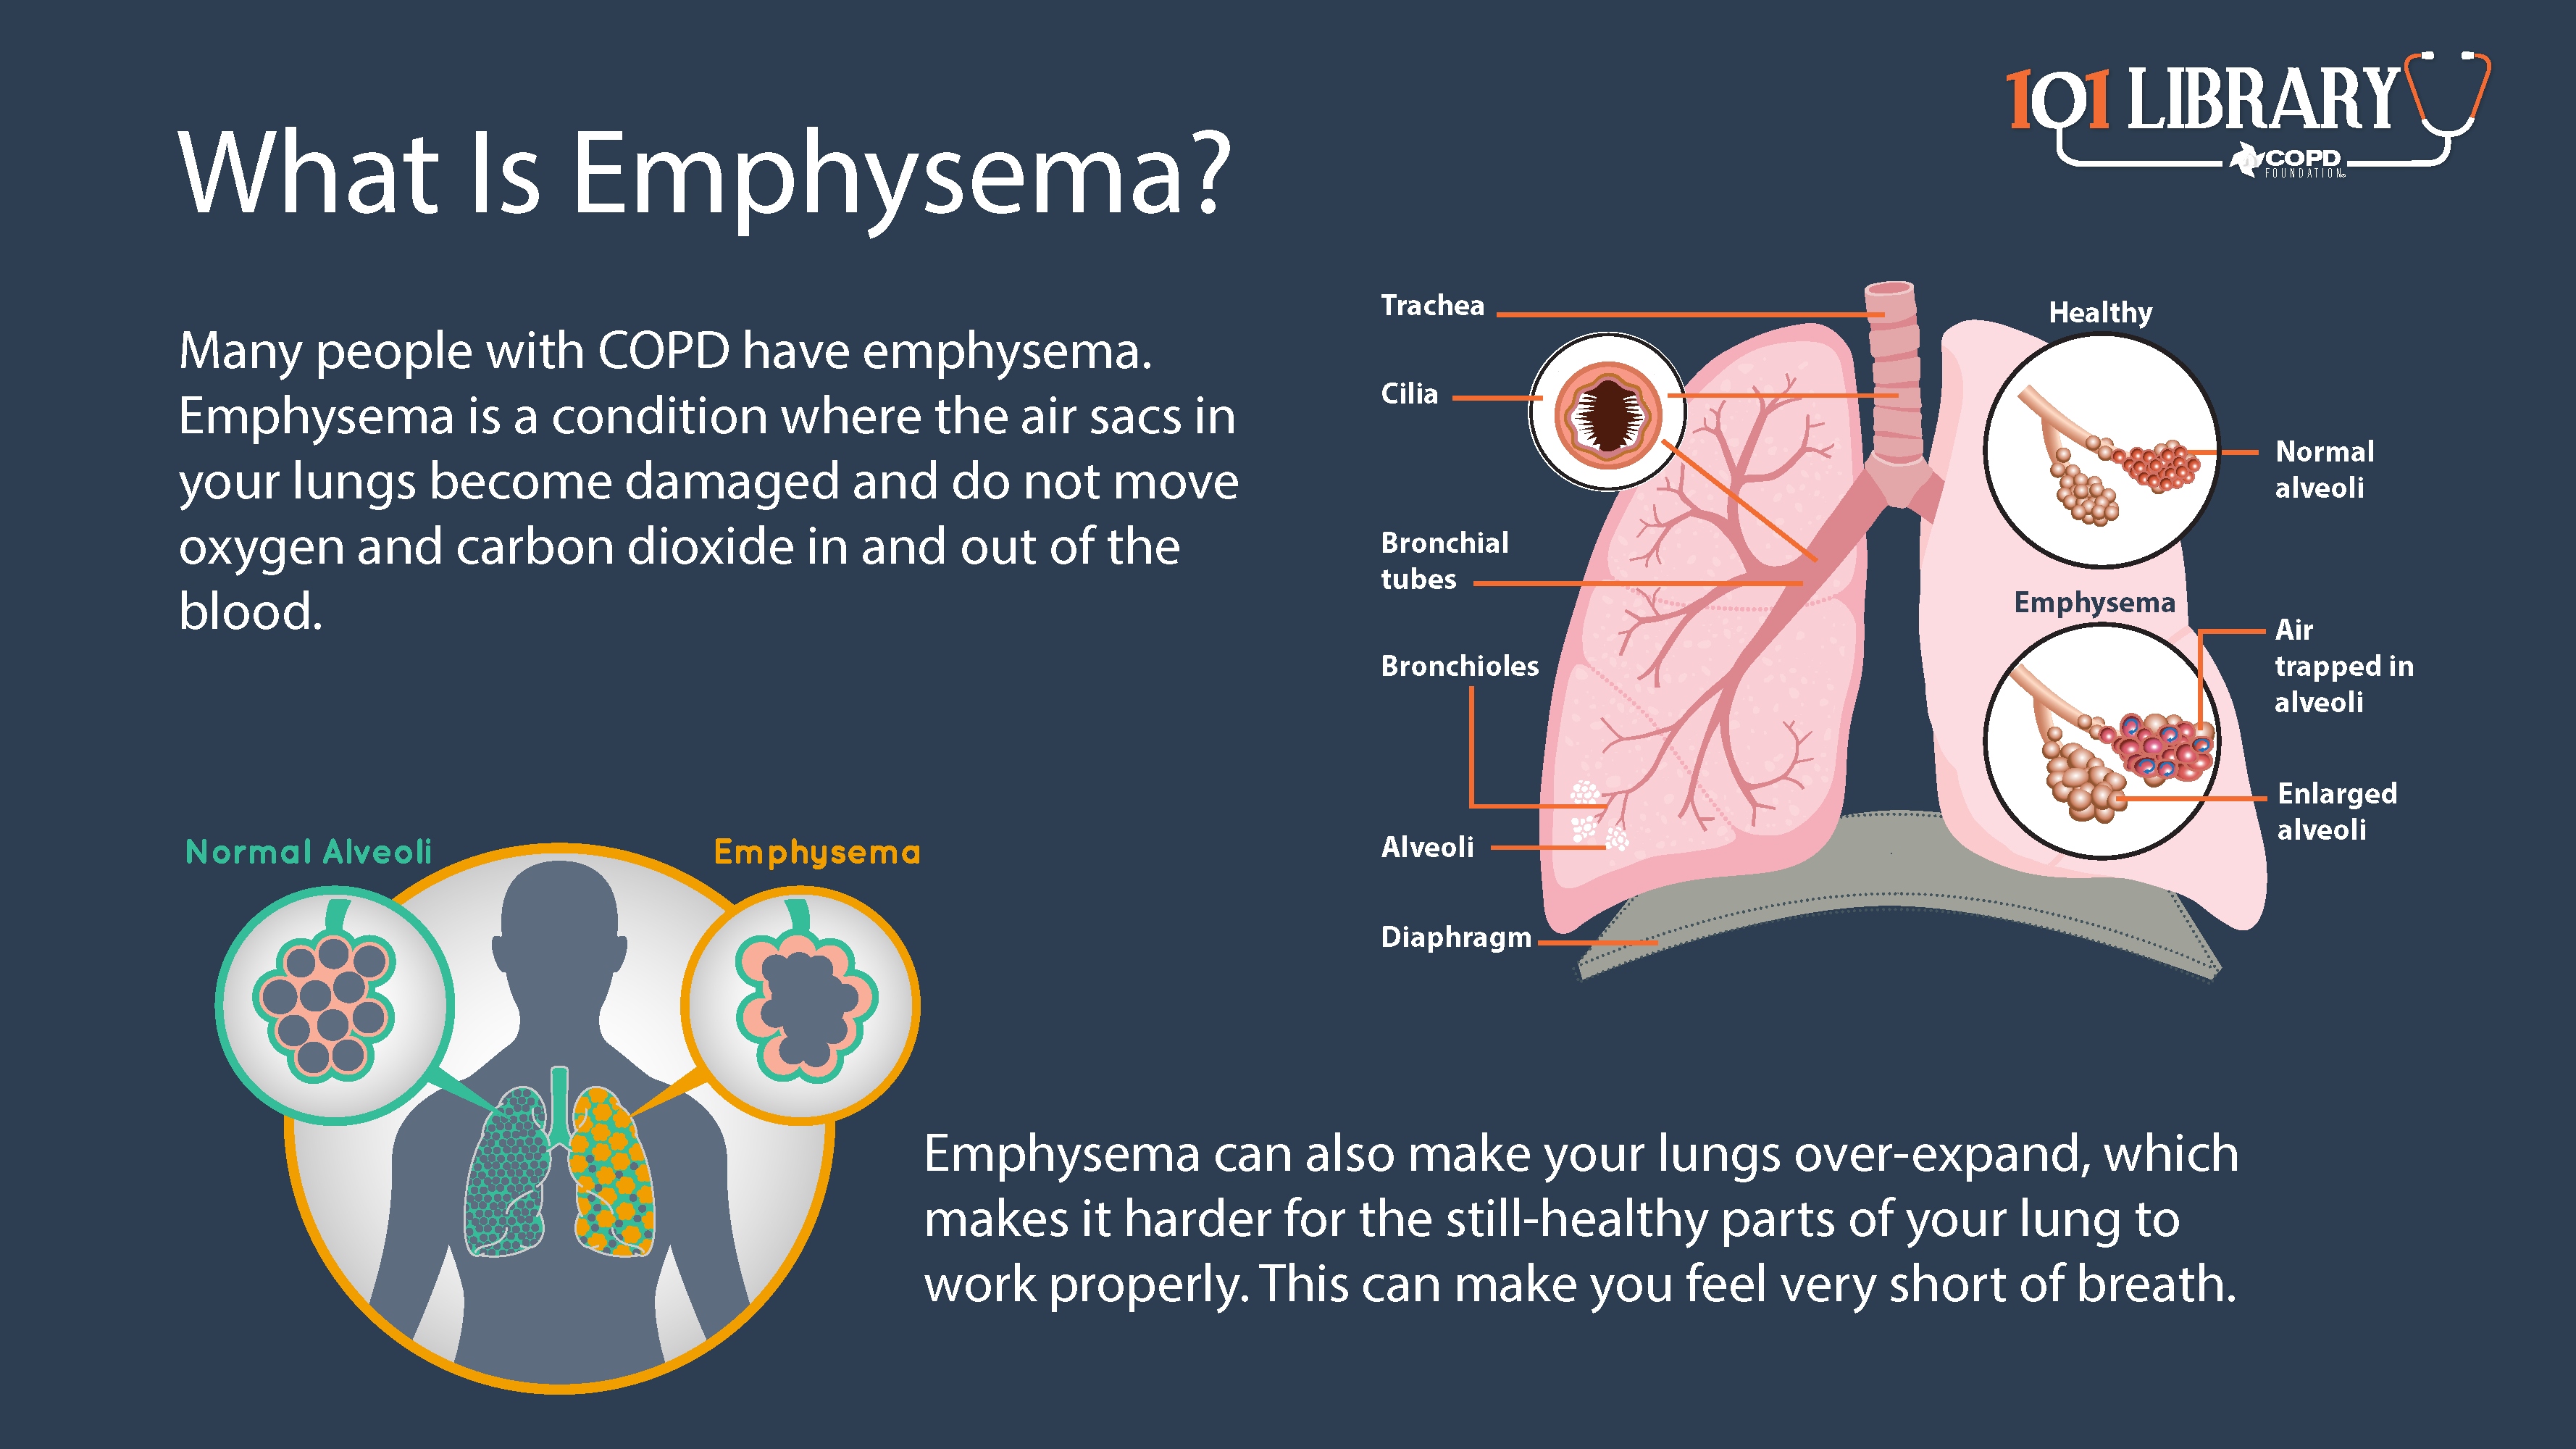 101 LIBRARY
COPD
FOUNDATION®
What Is Emphysema?
Many people with COPD have emphysema.
Emphysema is a condition where the air sacs in
your lungs become damaged and do not move
oxygen and carbon dioxide in and out of the
blood.
Trachea
Cilia
Bronchial
tubes
Bronchioles
Alveoli
Diaphragm
Healthy
Normal
alveoli
Emphysema
Air
trapped in
alveoli
Enlarged
alveoli
Normal Alveoli
Emphysema
Emphysema can also make your lungs over-expand, which
makes it harder for the still-healthy parts of your lung to
work properly. This can make you feel very short of breath.